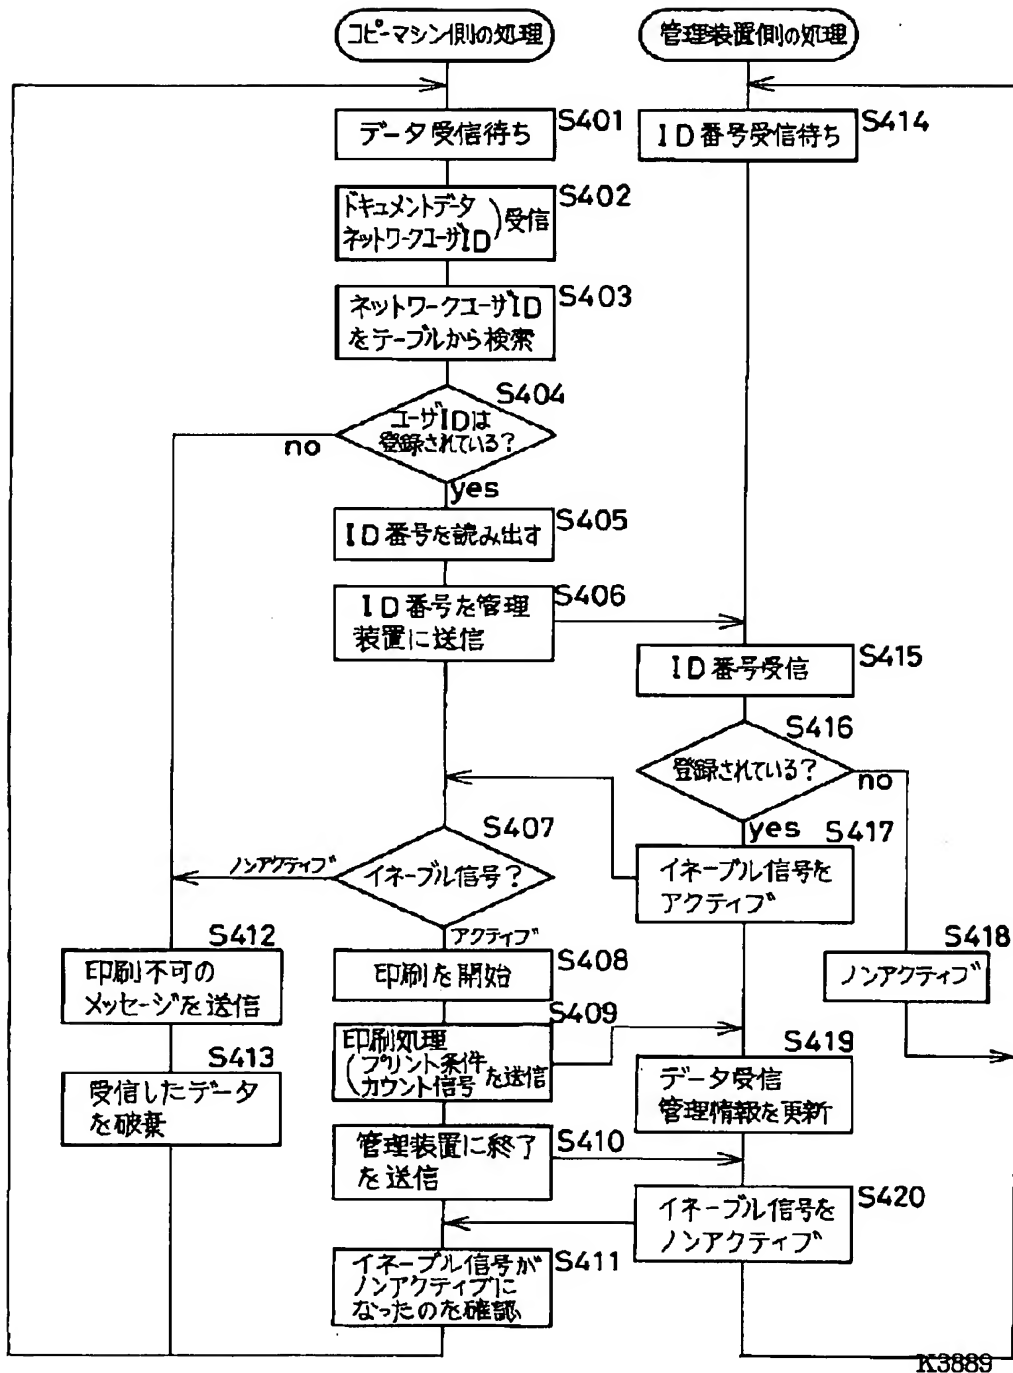 コピーマシン側の処理
管理装置側の処理
データ受信待ち
S401
ID番号受信待ち
S414
ドキュメントデータ
ネットワークユーザID
)受信
S402
ネットワークユーザID
をテーブルから検索
S403
S404
ユーザIDは
登録されている?
no
yes
ID番号を読み出す
S405
ID番号を管理
装置に送信
S406
ID番号受信
S415
S416
登録されている?
no
yes
S417
イネーブル信号を
アクティブ
S407
イネーブル信号?
ノンアクティブ
アクティブ
S418
ノンアクティブ
S412
印刷不可の
メッセージを送信
印刷を開始
S408
S409
印刷処理
(プリント条件
(カウント信号
を送信
S419
データ受信
管理情報を更新
S413
受信したデータ
を破棄
管理装置に終了
を送信
S410
イネーブル信号を
ノンアクティブ
S420
イネーブル信号が
ノンアクティブに
なったのを確認
S411
K3889